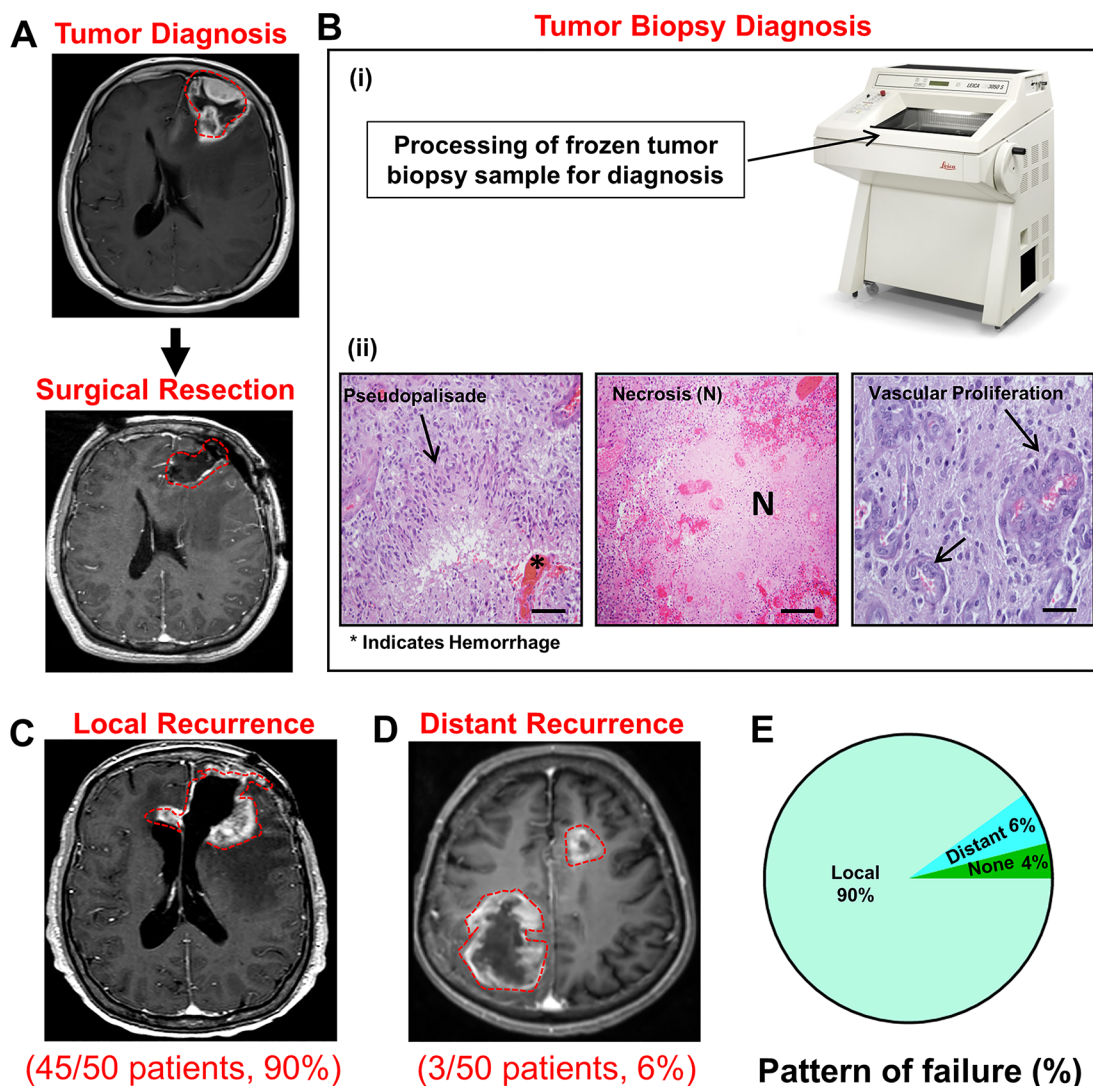 A
Tumor Diagnosis
Surgical Resection
B
Tumor Biopsy Diagnosis
(i)
Processing of frozen tumor
biopsy sample for diagnosis
LEICA
3050 S
Leica
(ii)
Pseudopalisade
*
Necrosis (N)
N
Vascular Proliferation
* Indicates Hemorrhage
C
Local Recurrence
(45/50 patients, 90%)
D
Distant Recurrence
(3/50 patients, 6%)
E
Distant 6%
None 4%
Local
90%
Pattern of failure (%)